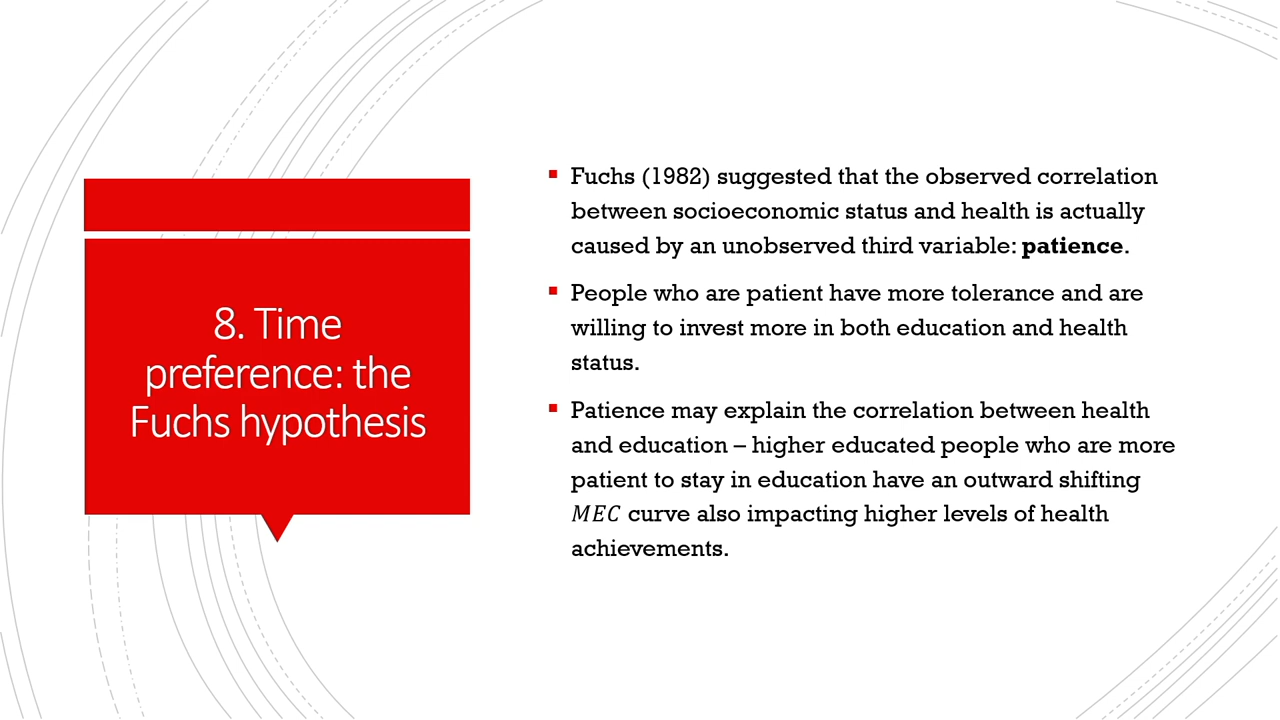 8. Time
preference: the
Fuchs hypothesis
Fuchs (1982) suggested that the observed correlation
between socioeconomic status and health is actually
caused by an unobserved third variable: patience.
People who are patient have more tolerance and are
willing to invest more in both education and health
status.
Patience may explain the correlation between health
and education – higher educated people who are more
patient to stay in education have an outward shifting
MEC curve also impacting higher levels of health
achievements.